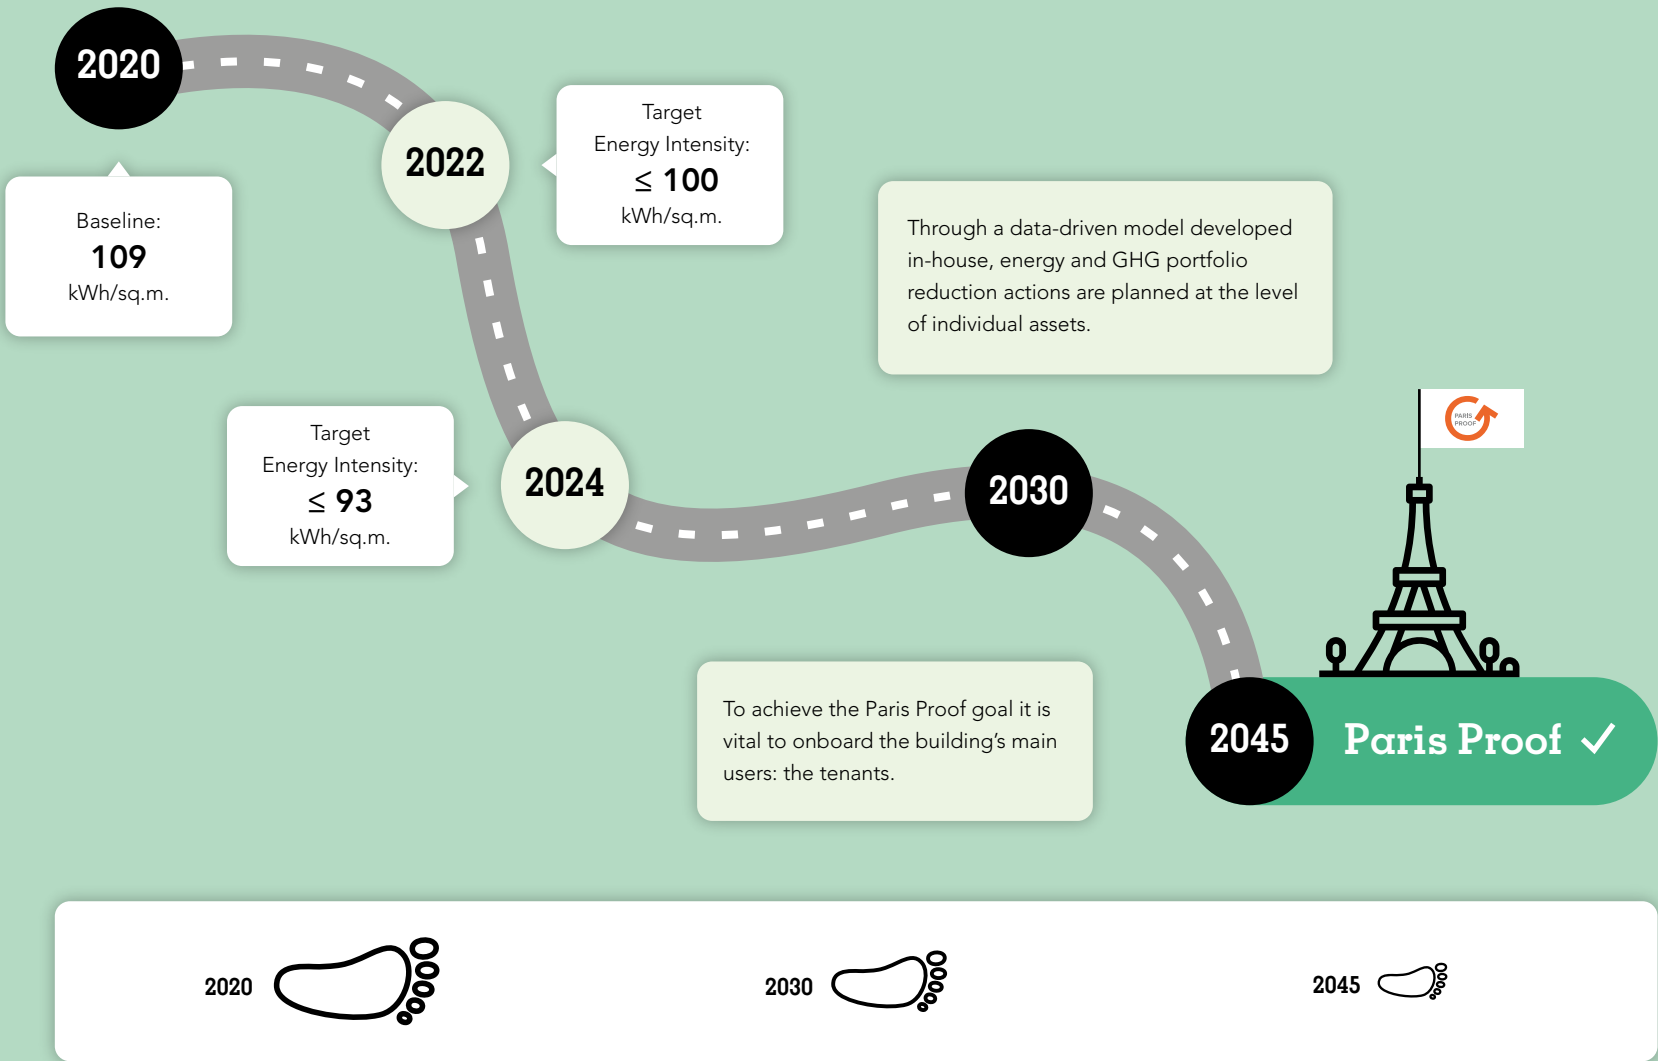 2020
Baseline:
109
kWh/sq.m.
2022
Target
Energy Intensity:
≤ 100
kWh/sq.m.
Through a data-driven model developed
in-house, energy and GHG portfolio
reduction actions are planned at the level
of individual assets.
Target
Energy Intensity:
≤ 93
kWh/sq.m.
2024
2030
PARIS
PROOF
To achieve the Paris Proof goal it is
vital to onboard the building’s main
users: the tenants.
2045
Paris Proof
2020
2030
2045